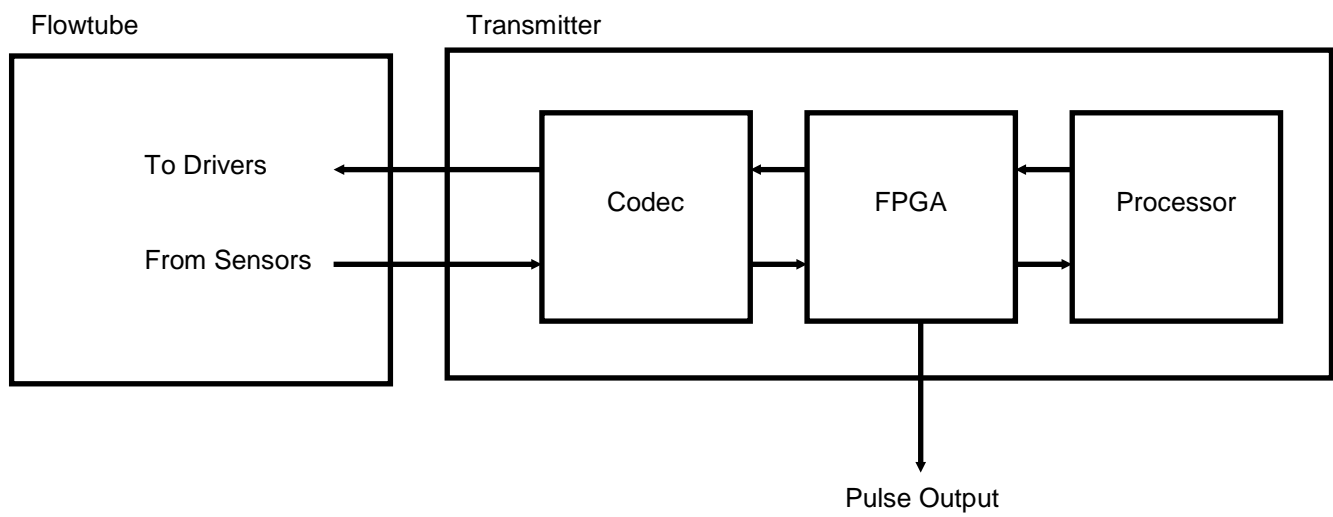 Flowtube
Transmitter
To Drivers
From Sensors
Codec
FPGA
Processor
Pulse Output